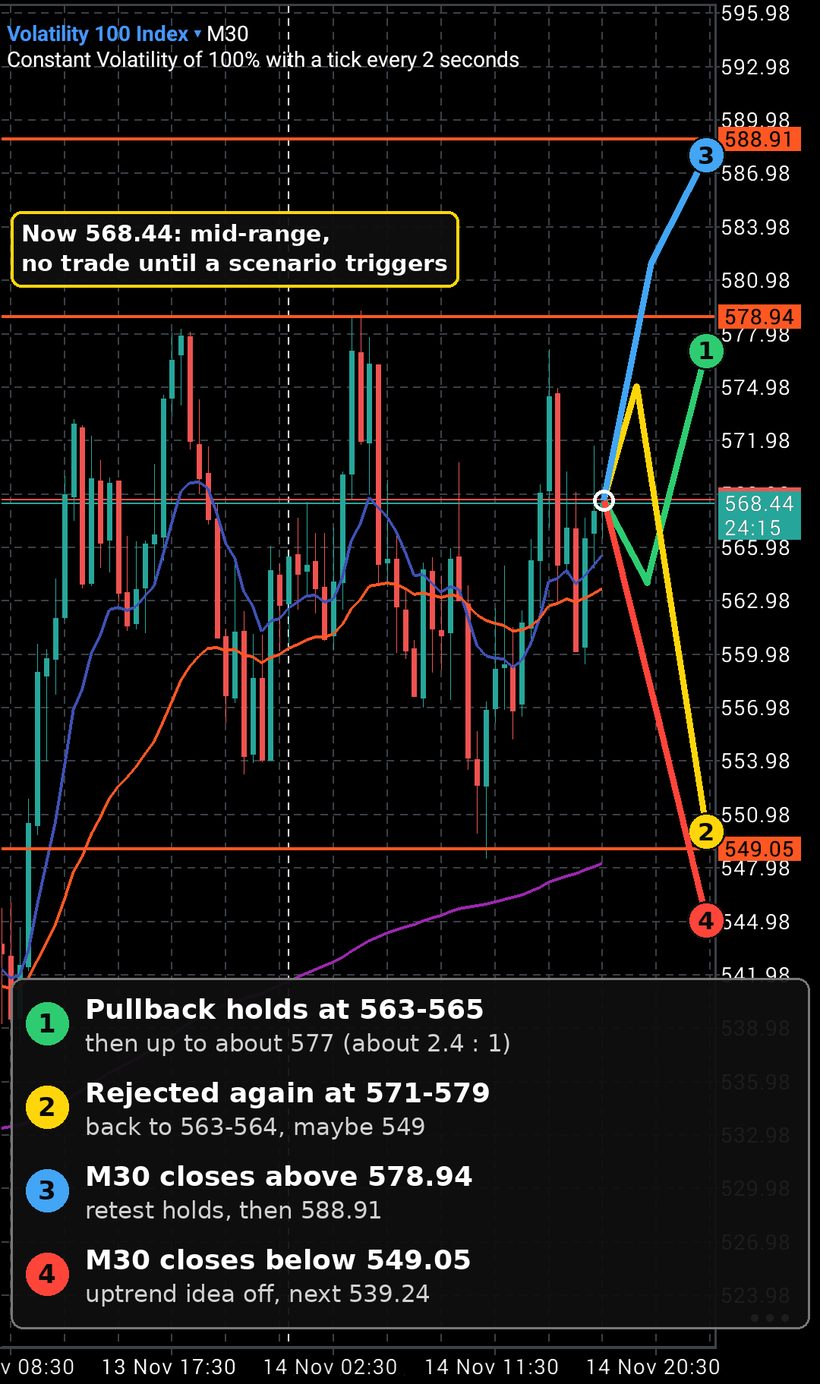 595.98
Volatility 100 Index ▾ M30
Constant Volatility of 100% with a tick every 2 seconds
592.98
589.98
588.91
3
586.98
Now 568.44: mid-range,
no trade until a scenario triggers
583.98
580.98
578.94
577.98
1
574.98
571.98
568.44
24:15
565.98
562.98
559.98
556.98
553.98
550.98
2
549.05
547.98
544.98
4
541.98
1 Pullback holds at 563-565
then up to about 577 (about 2.4 : 1)
538.98
535.98
2 Rejected again at 571-579
back to 563-564, maybe 549
532.98
3 M30 closes above 578.94
retest holds, then 588.91
529.98
526.98
4 M30 closes below 549.05
uptrend idea off, next 539.24
523.98
v 08:30 13 Nov 17:30 14 Nov 02:30 14 Nov 11:30 14 Nov 20:30